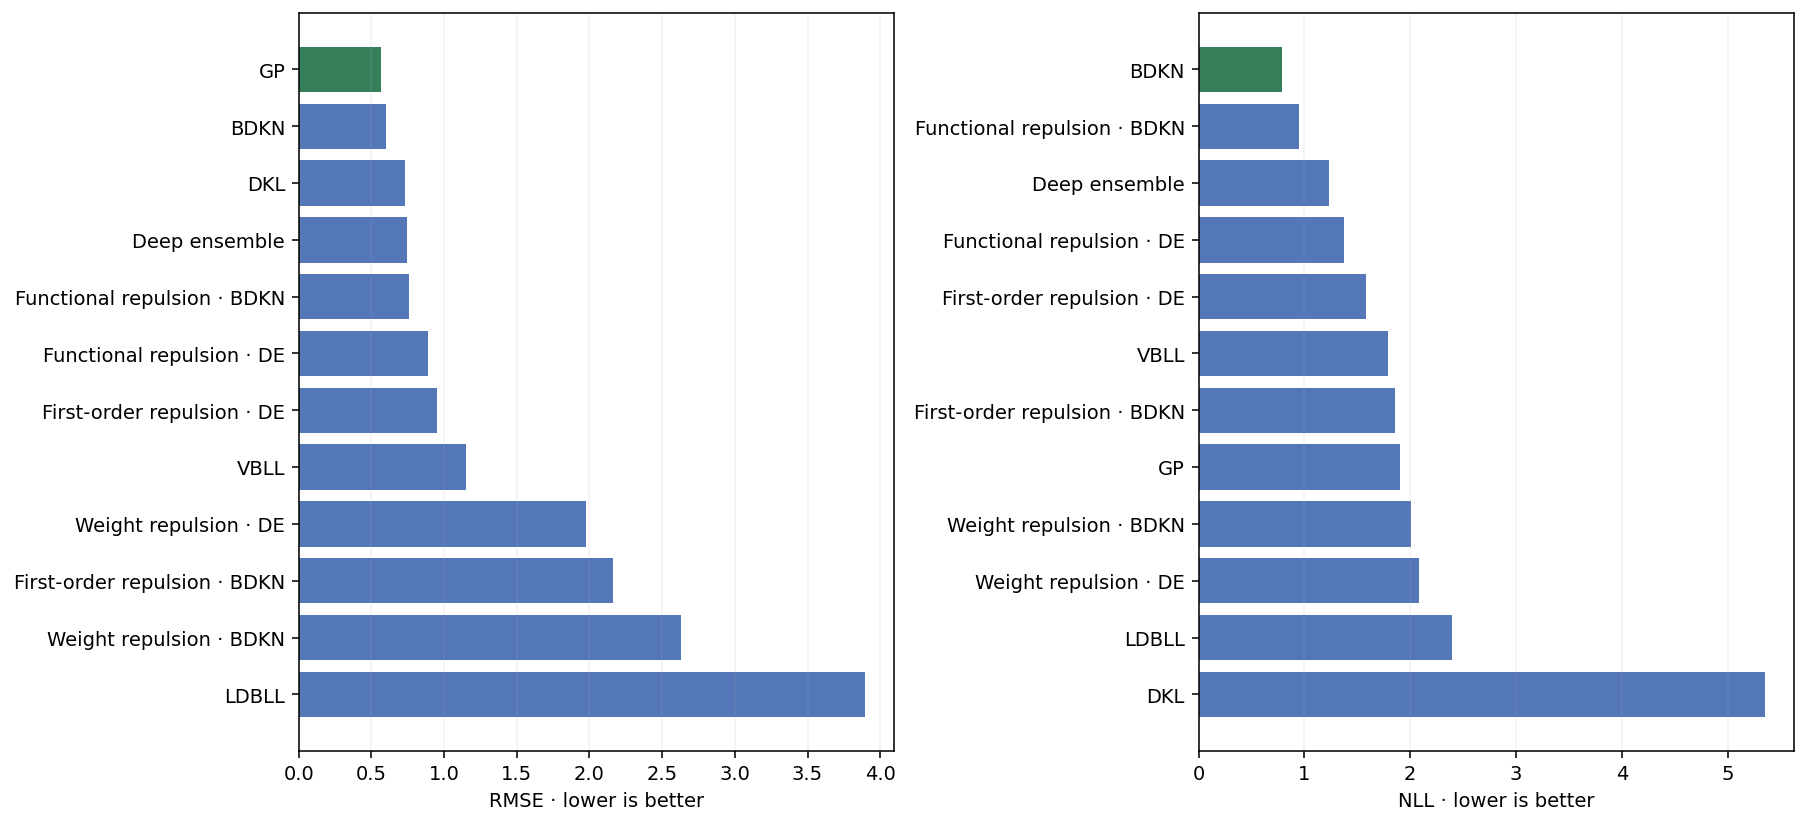 GP
BDKN
DKL
Deep ensemble
Functional repulsion · BDKN
Functional repulsion · DE
First-order repulsion · DE
VBLL
Weight repulsion · DE
First-order repulsion · BDKN
Weight repulsion · BDKN
LDBLL
0.0 0.5 1.0 1.5 2.0 2.5 3.0 3.5 4.0
RMSE · lower is better
BDKN
Functional repulsion · BDKN
Deep ensemble
Functional repulsion · DE
First-order repulsion · DE
VBLL
First-order repulsion · BDKN
GP
Weight repulsion · BDKN
Weight repulsion · DE
LDBLL
DKL
0 1 2 3 4 5
NLL · lower is better